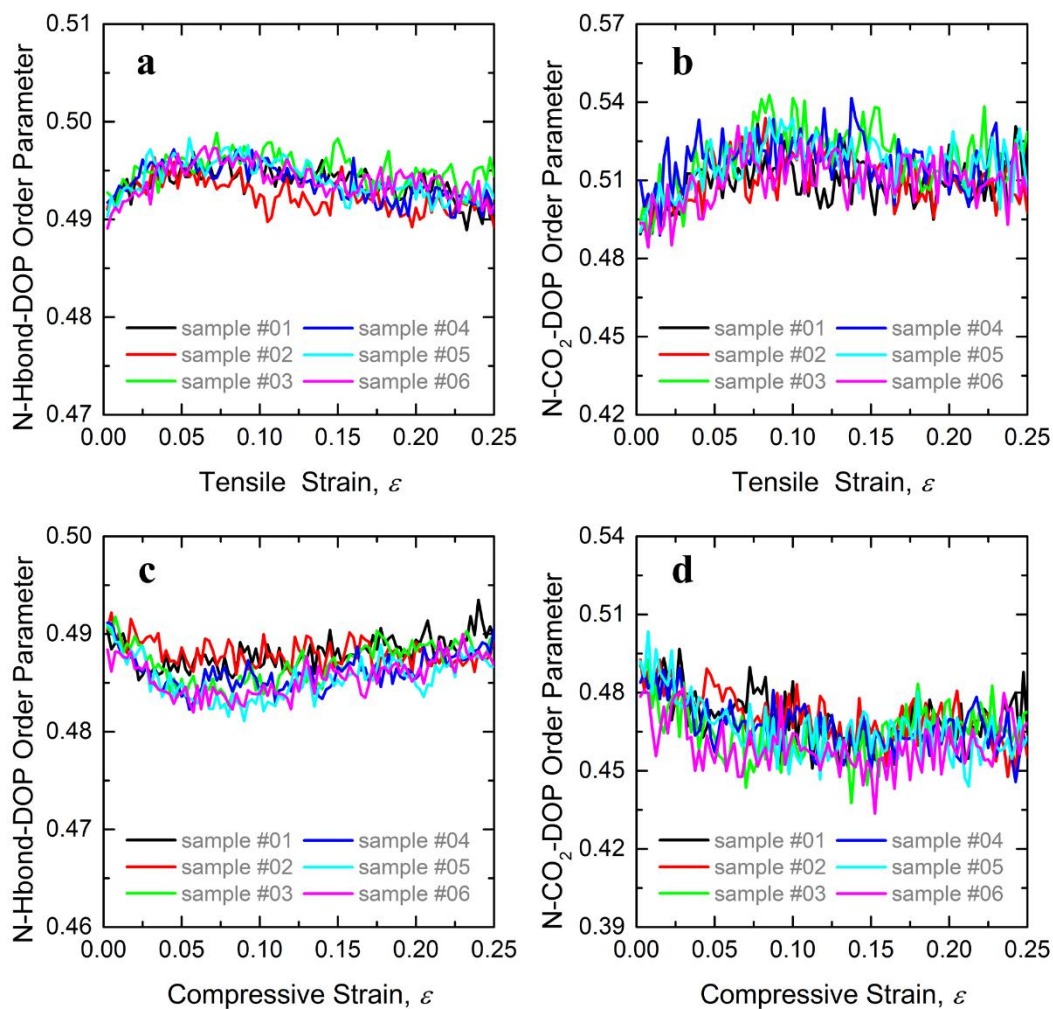 a
N-Hbond-DOP Order Parameter
0.51
0.50
0.49
0.48
0.47
sample #01 sample #04
sample #02 sample #05
sample #03 sample #06
0.00 0.05 0.10 0.15 0.20 0.25
Tensile Strain, ε
b
N-CO₂-DOP Order Parameter
0.57
0.54
0.51
0.48
0.45
0.42
sample #01 sample #04
sample #02 sample #05
sample #03 sample #06
0.00 0.05 0.10 0.15 0.20 0.25
Tensile Strain, ε
c
N-Hbond-DOP Order Parameter
0.50
0.49
0.48
0.47
0.46
sample #01 sample #04
sample #02 sample #05
sample #03 sample #06
0.00 0.05 0.10 0.15 0.20 0.25
Compressive Strain, ε
d
N-CO₂-DOP Order Parameter
0.54
0.51
0.48
0.45
0.42
0.39
sample #01 sample #04
sample #02 sample #05
sample #03 sample #06
0.00 0.05 0.10 0.15 0.20 0.25
Compressive Strain, ε